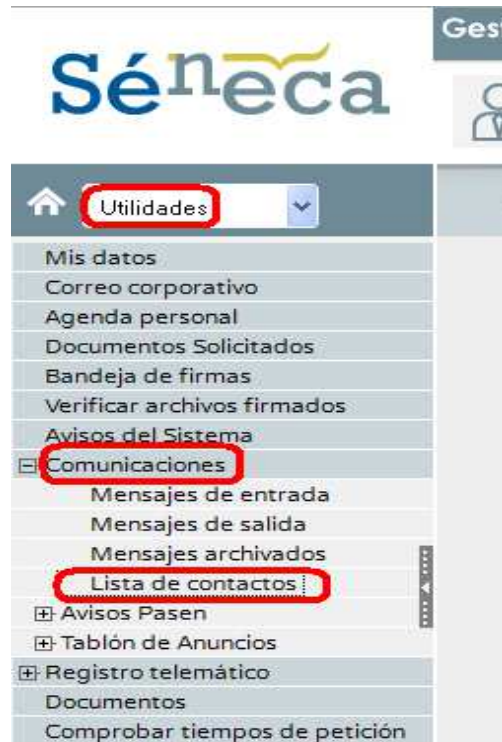 Séneca
Gest
Utilidades
Mis datos
Correo corporativo
Agenda personal
Documentos Solicitados
Bandeja de firmas
Verificar archivos firmados
Avisos del Sistema
Comunicaciones
Mensajes de entrada
Mensajes de salida
Mensajes archivados
Lista de contactos
Avisos Pasen
Tablón de Anuncios
Registro telemático
Documentos
Comprobar tiempos de petición